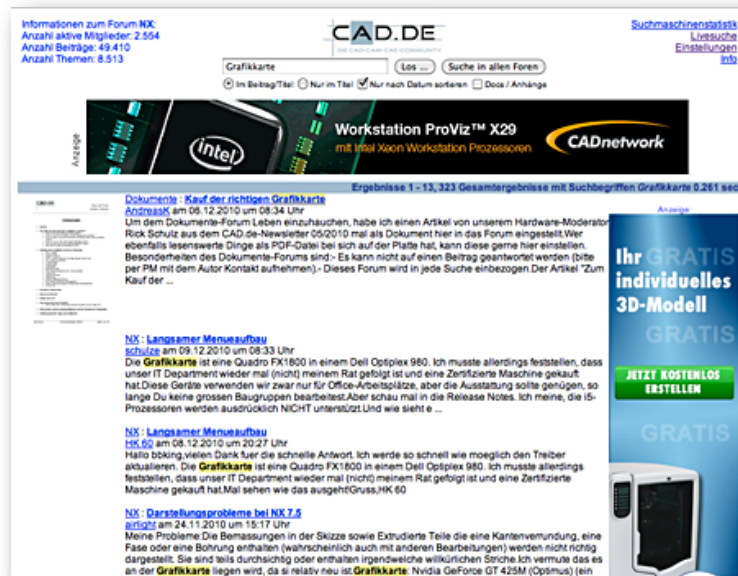 Informationen zum Forum NX:
Anzahl aktive Mitglieder: 2.554
Anzahl Beiträge: 49.410
Anzahl Themen: 8.513
CAD.DE
DIE CAD-CAM-CAE-COMMUNITY
Suchmaschinenstatistik
Livesuche
Einstellungen
Info
Grafikkarte
Los ...
Suche in allen Foren
Im Beitrag/Titel Nur im Titel Nur nach Datum sortieren Docs / Anhänge
Anzeige
intel
Workstation ProViz™ X29
mit Intel Xeon Workstation Prozessoren
CADnetwork
Ergebnisse 1 - 13, 323 Gesamtergebnisse mit Suchbegriffen Grafikkarte 0.261 sec
Dokumente : Kauf der richtigen Grafikkarte
AndreasK am 06.12.2010 um 08:34 Uhr
Um dem Dokumente-Forum Leben einzuhauchen, habe ich einen Artikel von unserem Hardware-Moderator
Rick Schulz aus dem CAD.de-Newsletter 05/2010 mal als Dokument hier in das Forum eingestellt.Wer
ebenfalls lesenswerte Dinge als PDF-Datei bei sich auf der Platte hat, kann diese gerne hier einstellen.
Besonderheiten des Dokumente-Forums sind:- Es kann nicht auf einen Beitrag geantwortet werden (bitte
per PM mit dem Autor Kontakt aufnehmen).- Dieses Forum wird in jede Suche einbezogen.Der Artikel "Zum
Kauf der ...
NX : Langsamer Menueaufbau
schulze am 09.12.2010 um 08:33 Uhr
Die Grafikkarte ist eine Quadro FX1800 in einem Dell Optiplex 980. Ich musste allerdings feststellen, dass
unser IT Department wieder mal (nicht) meinem Rat gefolgt ist und eine Zertifizierte Maschine gekauft
hat.Diese Geräte verwenden wir zwar nur für Office-Arbeitsplätze, aber die Ausstattung sollte genügen, so
lange Du keine grossen Baugruppen bearbeitest.Aber schau mal in die Release Notes. Ich meine, die i5-
Prozessoren werden ausdrücklich NICHT unterstützt.Und wie sieht e ...
NX : Langsamer Menueaufbau
HK 60 am 08.12.2010 um 20:27 Uhr
Hallo bbking,vielen Dank fuer die schnelle Antwort. Ich werde so schnell wie moeglich den Treiber
aktualieren. Die Grafikkarte ist eine Quadro FX1800 in einem Dell Optiplex 980. Ich musste allerdings
feststellen, dass unser IT Department wieder mal (nicht) meinem Rat gefolgt ist und eine Zertifizierte
Maschine gekauft hat.Mal sehen wie das ausgeht!Gruss,HK 60
NX : Darstellungsprobleme bei NX 7.5
airlight am 24.11.2010 um 15:17 Uhr
Meine Probleme:Die Bemassungen in der Skizze sowie Extrudierte Teile die eine Kantenverrundung, eine
Fase oder eine Bohrung enthalten (wahrscheinlich auch mit anderen Bearbeitungen) werden nicht richtig
dargestellt. Sie sind teils durchsichtig oder enthalten irgendwelche willkürlichen Striche.Ich vermute das es
an der Grafikkarte liegen wird, da si relativ neu ist.Grafikkarte: Nvidia GeForce GT 425M (Optimus) (ein
Anzeige
Ihr GRATIS
individuelles
3D-Modell
GRATIS
JETZT KOSTENLOS
ERSTELLEN
GRATIS